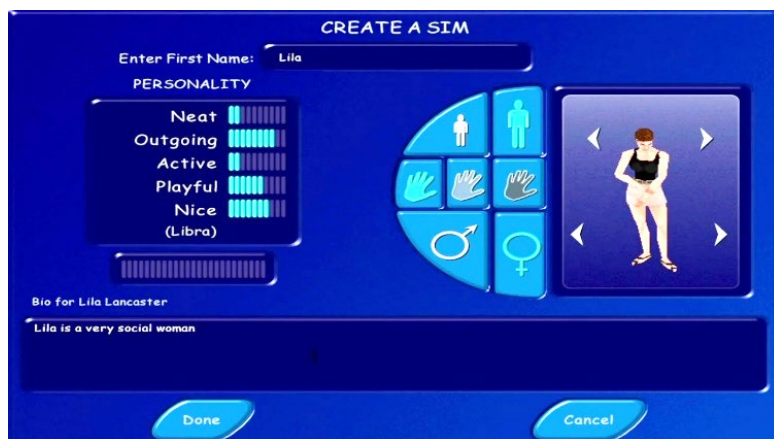 CREATE A SIM
Enter First Name: Lila
PERSONALITY
Neat
Outgoing
Active
Playful
Nice
(Libra)
Bio for Lila Lancaster
Lila is a very social woman
Done
Cancel